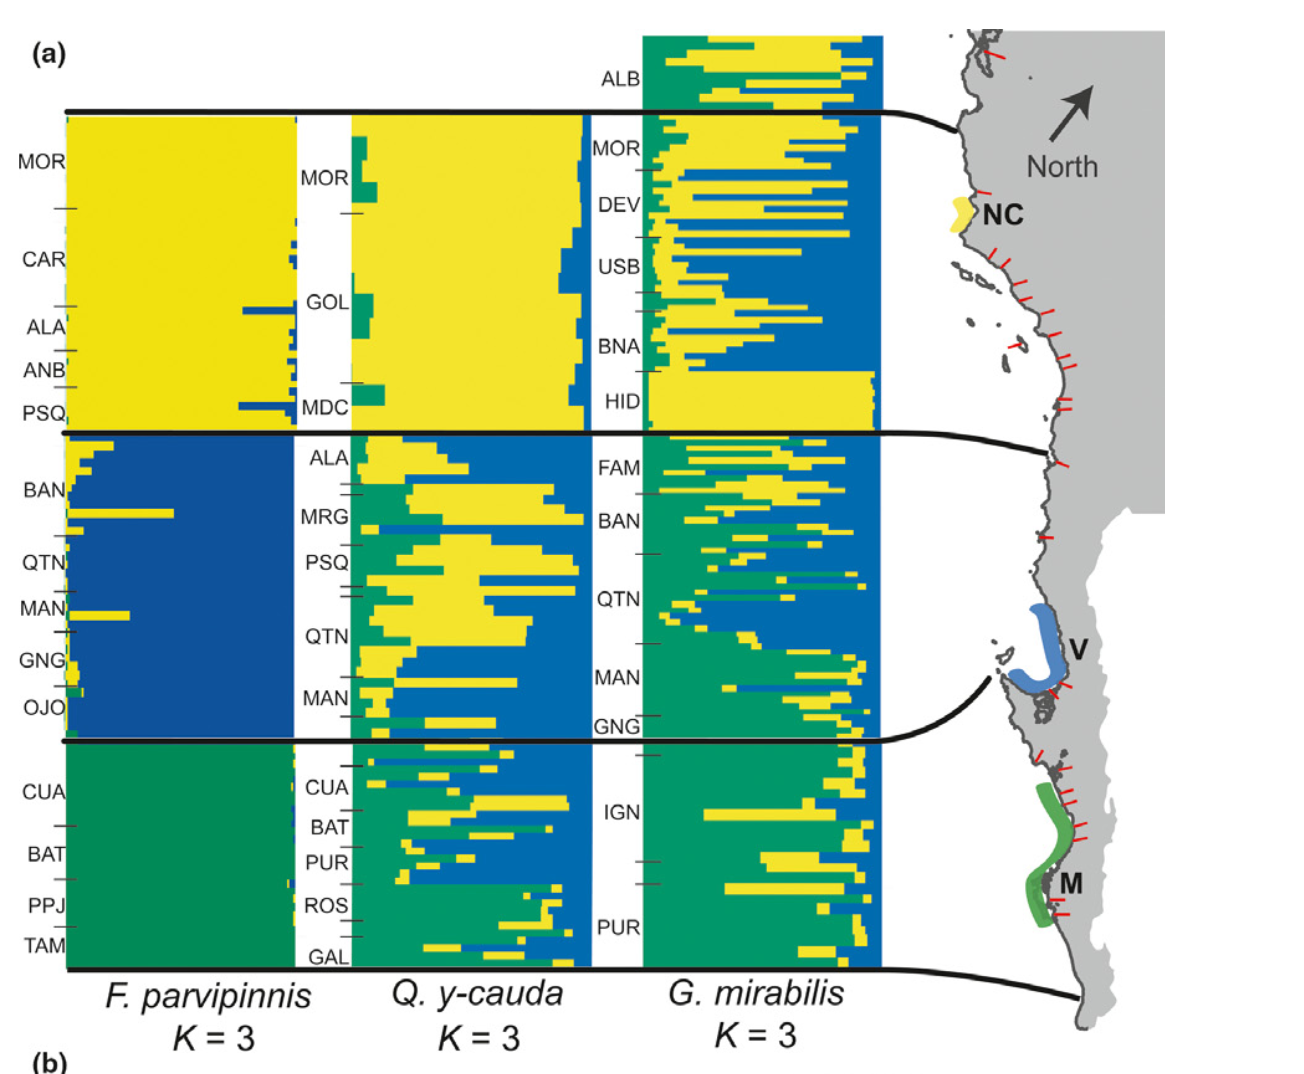 (a)
ALB
MOR
CAR
ALA
ANB
PSQ
MOR
GOL
MDC
MOR
DEV
USB
BNA
HID
North
NC
BAN
QTN
MAN
GNG
OJO
ALA
MRG
PSQ
QTN
MAN
FAM
BAN
QTN
MAN
GNG
V
CUA
BAT
PPJ
TAM
CUA
BAT
PUR
ROS
GAL
IGN
PUR
M
F. parvipinnis
K = 3
Q. y-cauda
K = 3
G. mirabilis
K = 3
(b)